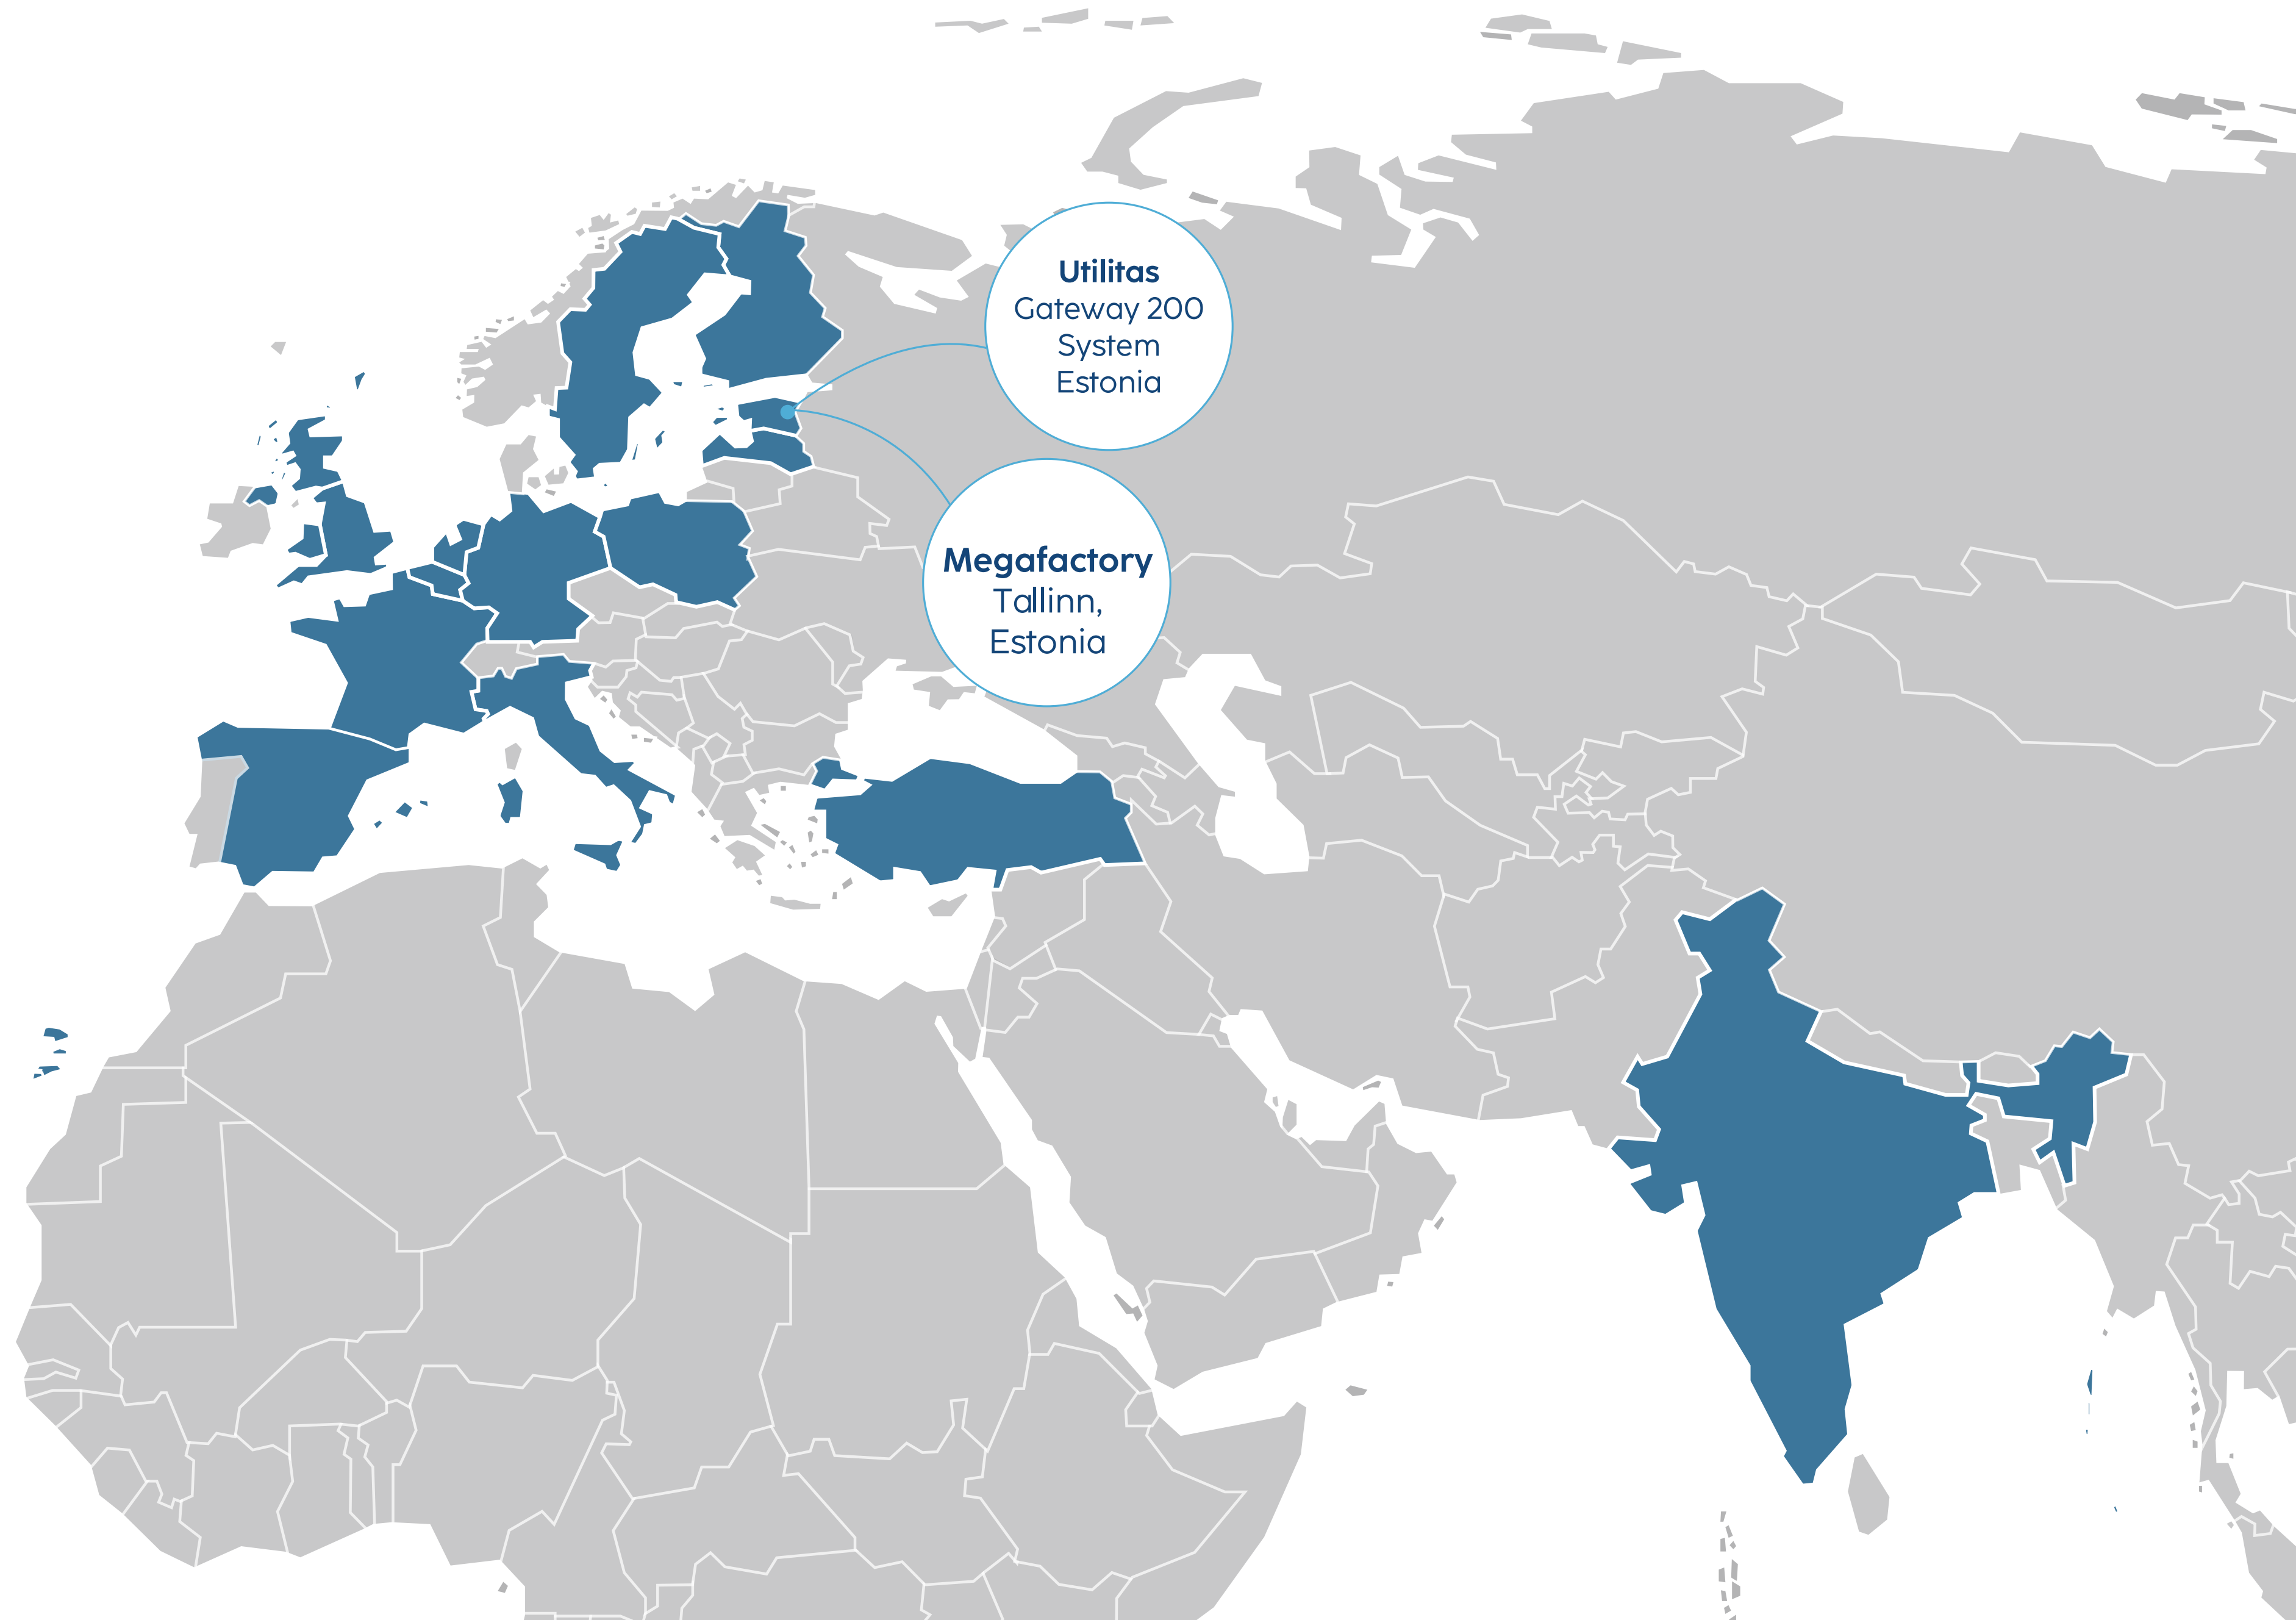 Utilitas
Gateway 200
System
Estonia
Megafactory
Tallinn,
Estonia